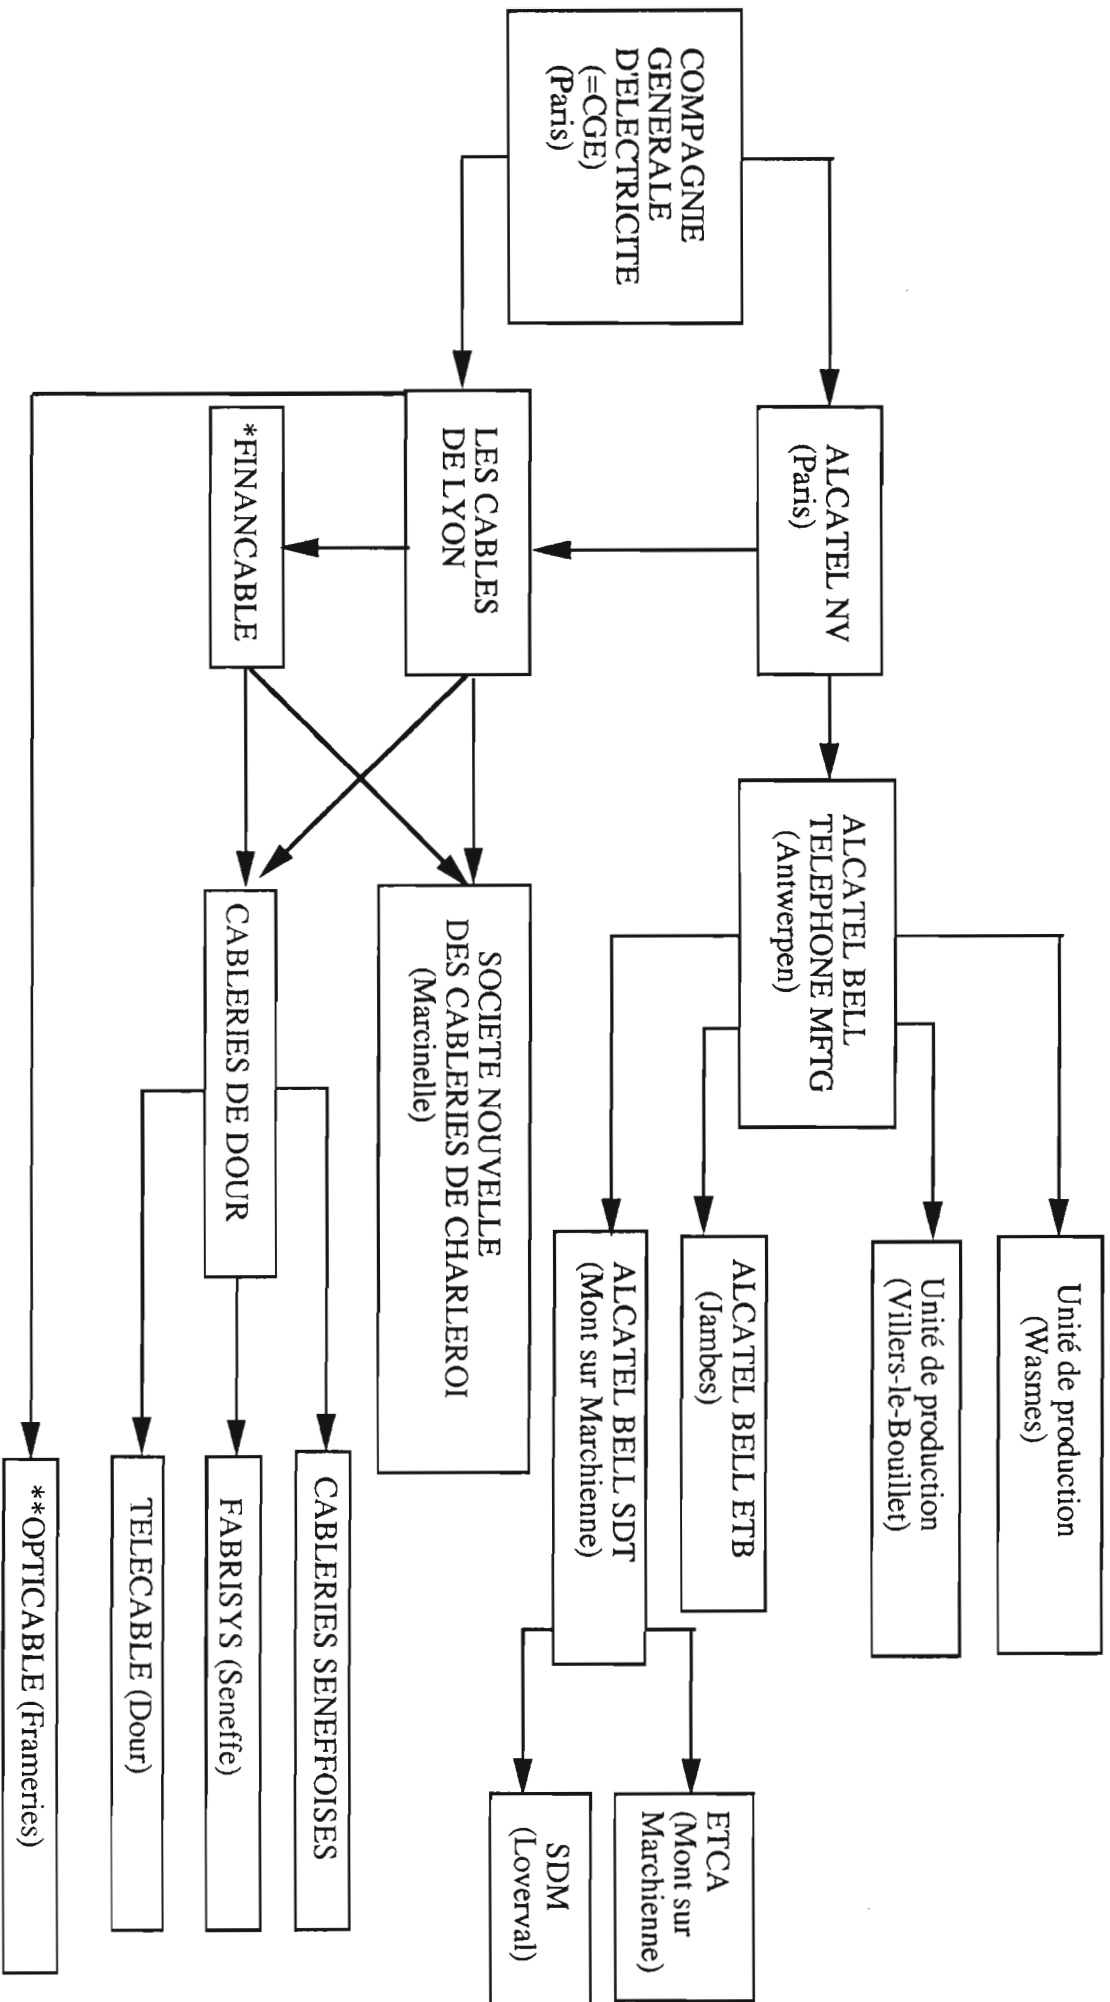 COMPAGNIE
GENERALE
D'ELECTRICITE
(=CGE)
(Paris)
ALCATEL NV
(Paris)
LES CABLES
DE LYON
*FINANCABLE
ALCATEL BELL
TELEPHONE MFTG
(Antwerpen)
SOCIETE NOUVELLE
DES CABLERIES DE CHARLEROI
(Marcinelle)
CABLERIES DE DOUR
Unité de production
(Wasmes)
Unité de production
(Villers-le-Bouillet)
ALCATEL BELL ETB
(Jambes)
ALCATEL BELL SDT
(Mont sur Marchienne)
CABLERIES SENEFFOISES
FABRISYS (Seneffe)
TELECABLE (Dour)
**OPTICABLE (Frameries)
ETCA
(Mont sur
Marchienne)
SDM
(Loverval)